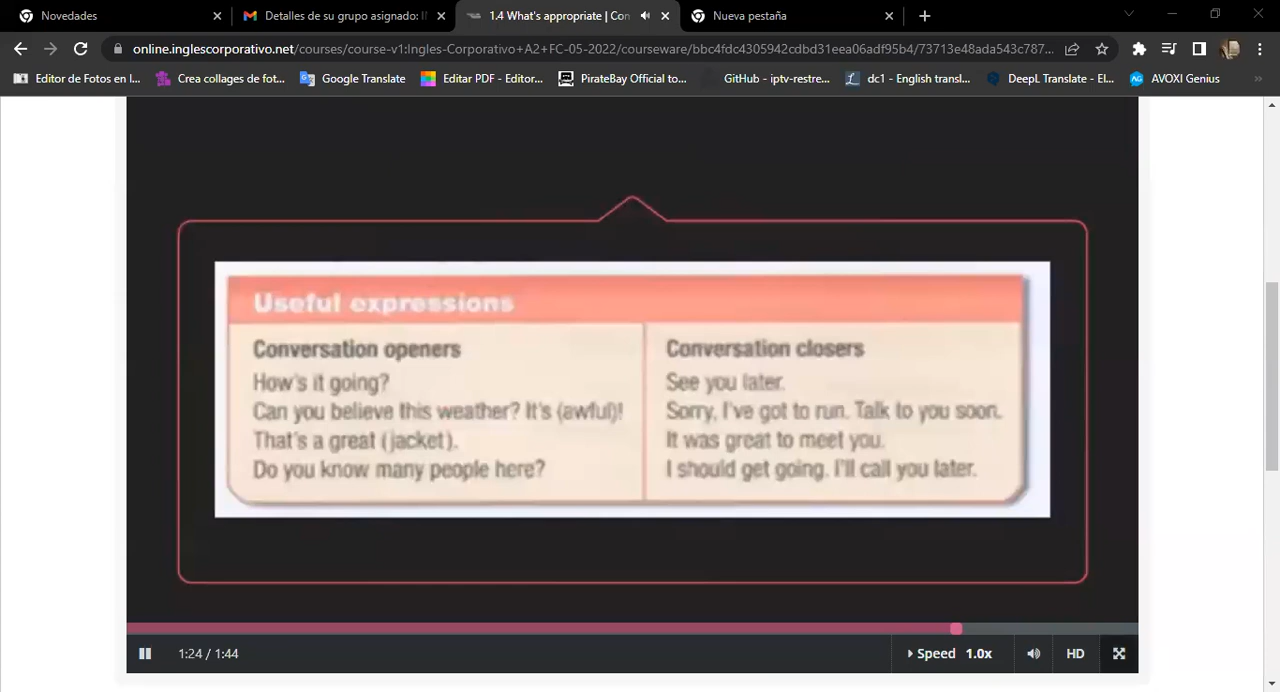 Novedades
Detalles de su grupo asignado: I
1.4 What's appropriate | Con
Nueva pestaña
online.inglescorporativo.net/courses/course-v1:Ingles-Corporativo+A2+FC-05-2022/courseware/bbc4fdc4305942cdbd31eea06adf95b4/73713e48ada543c787...
Editor de Fotos en l...
Crea collages de fot...
Google Translate
Editar PDF - Editor...
PirateBay Official to...
GitHub - iptv-restre...
dc1 - English transl...
DeepL Translate - El...
AVOXI Genius
»
Useful expressions
Conversation openers
How's it going?
Can you believe this weather? It's (awful)!
That's a great (jacket).
Do you know many people here?
Conversation closers
See you later.
Sorry, I've got to run. Talk to you soon.
It was great to meet you.
I should get going. I'll call you later.
1:24 / 1:44
Speed 1.0x
HD